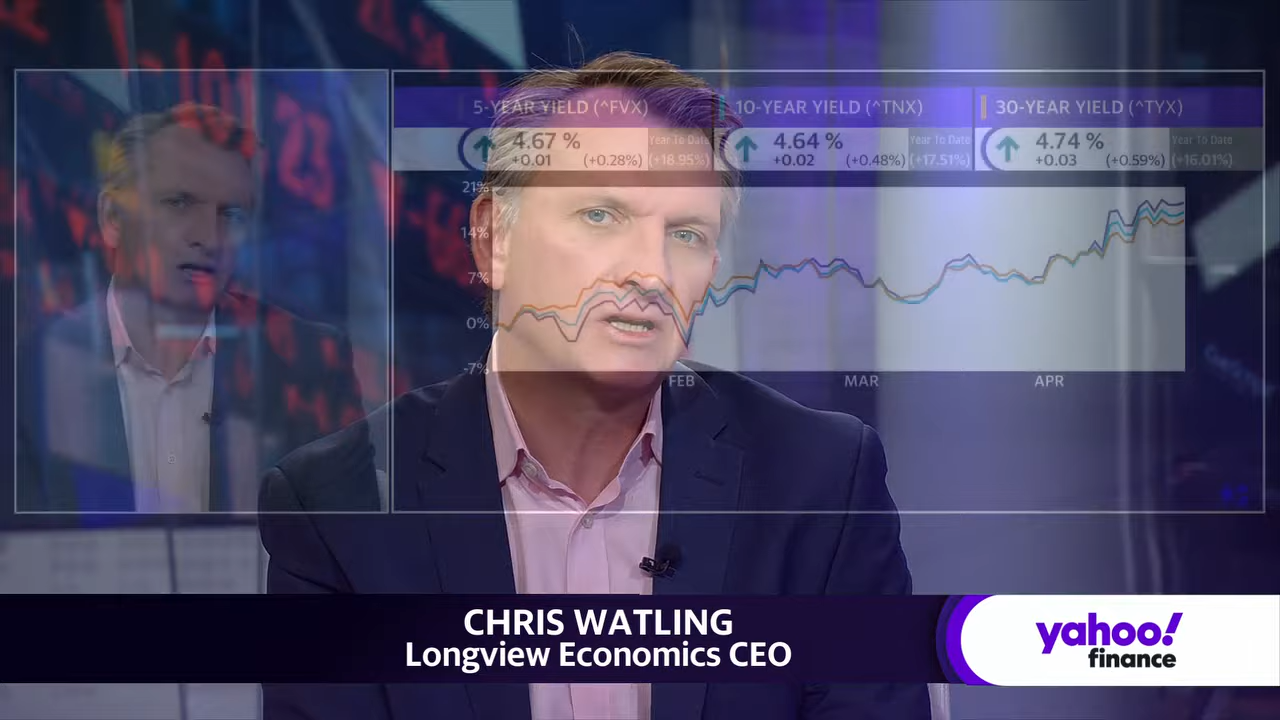 5-YEAR YIELD (^FVX)
10-YEAR YIELD (^TNX)
30-YEAR YIELD (^TYX)
4.67 %
+0.01 (+0.28%)
Year To Date
(+18.95%)
4.64 %
+0.02 (+0.48%)
Year To Date
(+17.51%)
4.74 %
+0.03 (+0.59%)
Year To Date
(+16.01%)
21%
14%
7%
0%
-7%
FEB MAR APR
CHRIS WATLING
Longview Economics CEO
yahoo!
finance